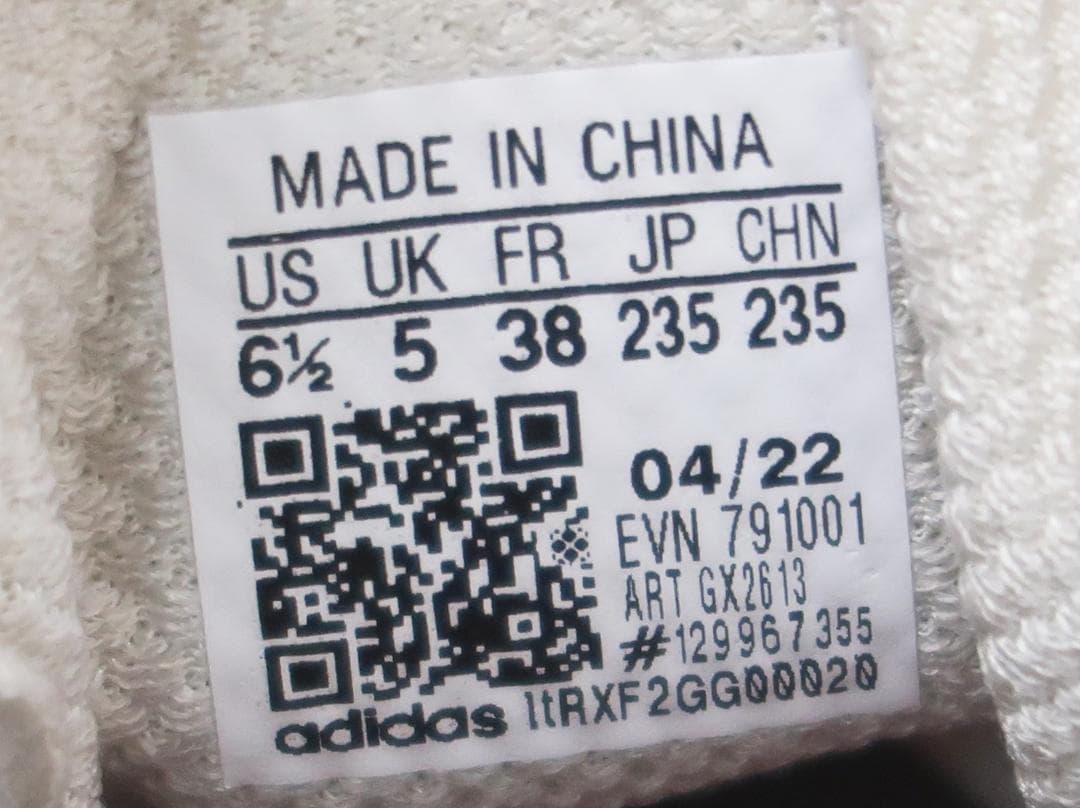 MADE IN CHINA
US UK FR JP CHN
6½ 5 38 235 235
04/22
EVN 791001
ART GX2613
#129967355
adidas ltRXF2GG00020